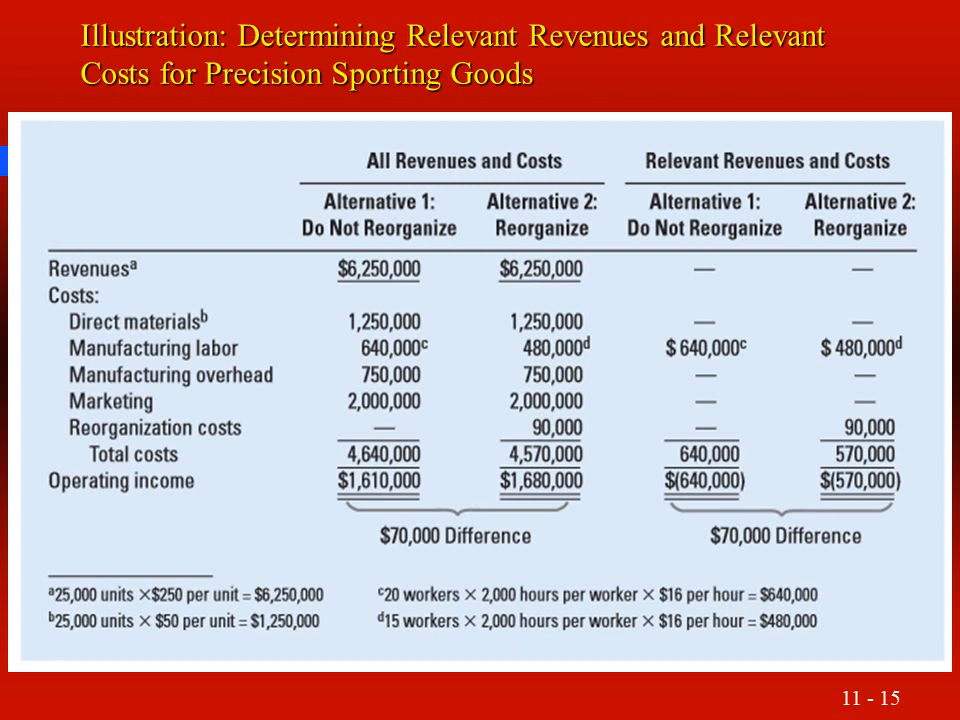 Illustration: Determining Relevant Revenues and Relevant
Costs for Precision Sporting Goods
All Revenues and Costs Relevant Revenues and Costs
Alternative 1: Alternative 2: Alternative 1: Alternative 2:
Do Not Reorganize Reorganize Do Not Reorganize Reorganize
Revenuesᵃ $6,250,000 $6,250,000 — —
Costs:
Direct materialsᵇ 1,250,000 1,250,000 — —
Manufacturing labor 640,000ᶜ 480,000ᵈ $ 640,000ᶜ $ 480,000ᵈ
Manufacturing overhead 750,000 750,000 — —
Marketing 2,000,000 2,000,000 — —
Reorganization costs — 90,000 — 90,000
Total costs 4,640,000 4,570,000 640,000 570,000
Operating income $1,610,000 $1,680,000 $(640,000) $(570,000)
$70,000 Difference $70,000 Difference
ᵃ25,000 units ×$250 per unit = $6,250,000 ᶜ20 workers × 2,000 hours per worker × $16 per hour = $640,000
ᵇ25,000 units × $50 per unit = $1,250,000 ᵈ15 workers × 2,000 hours per worker × $16 per hour = $480,000
11 - 15